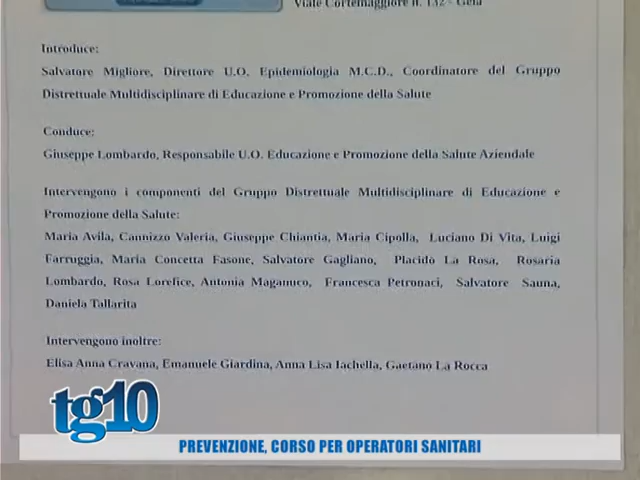 Viale Cortemaggiore n. 132 - Gela
Introduce:
Salvatore Migliore, Direttore U.O. Epidemiologia M.C.D., Coordinatore del Gruppo
Distrettuale Multidisciplinare di Educazione e Promozione della Salute
Conduce:
Giuseppe Lombardo, Responsabile U.O. Educazione e Promozione della Salute Aziendale
Intervengono i componenti del Gruppo Distrettuale Multidisciplinare di Educazione e
Promozione della Salute:
Maria Avila, Cannizzo Valeria, Giuseppe Chiantia, Maria Cipolla, Luciano Di Vita, Luigi
Farruggia, Maria Concetta Fasone, Salvatore Gagliano, Placido La Rosa, Rosaria
Lombardo, Rosa Lorefice, Antonia Maganuco, Francesca Petronaci, Salvatore Sauna,
Daniela Tallarita
Intervengono inoltre:
Elisa Anna Cravana, Emanuele Giardina, Anna Lisa Iachella, Gaetano La Rocca
tg10
PREVENZIONE, CORSO PER OPERATORI SANITARI